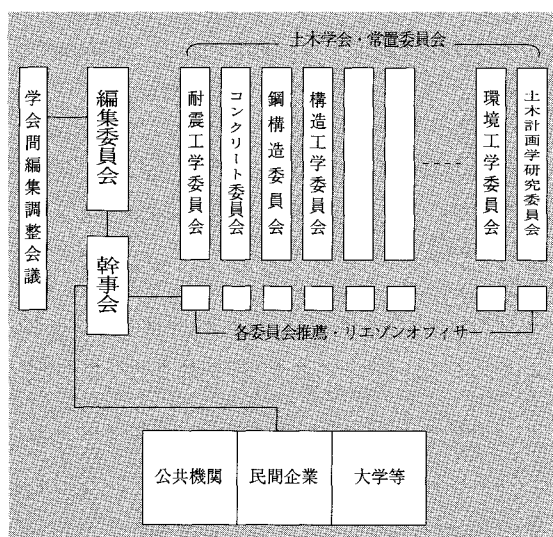 土木学会・常置委員会
学会間編集調整会議
編集委員会
幹事会
耐震工学委員会
コンクリート委員会
鋼構造委員会
構造工学委員会
環境工学委員会
土木計画学研究委員会
各委員会推薦・リエゾンオフィサー
公共機関
民間企業
大学等